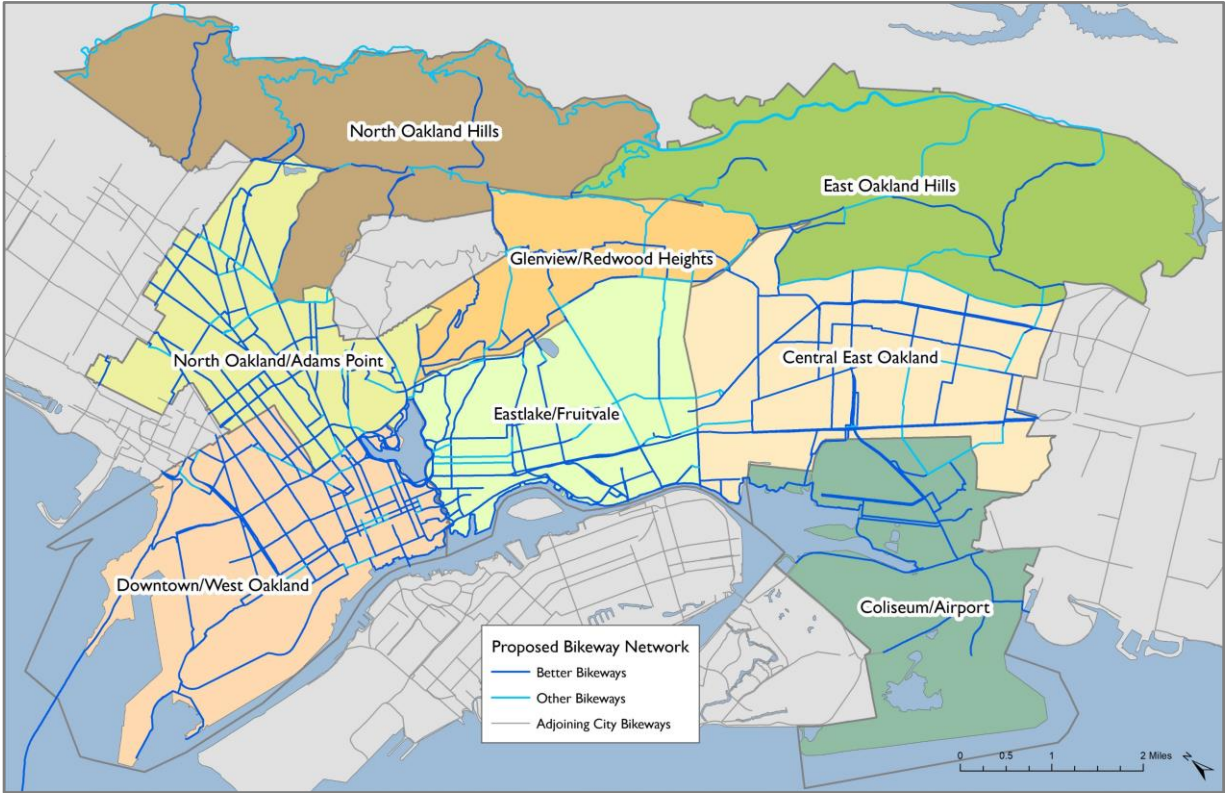 North Oakland Hills
East Oakland Hills
Glenview/Redwood Heights
North Oakland/Adams Point
Central East Oakland
Eastlake/Fruitvale
Downtown/West Oakland
Coliseum/Airport
Proposed Bikeway Network
Better Bikeways
Other Bikeways
Adjoining City Bikeways
0 0.5 1 2 Miles
N